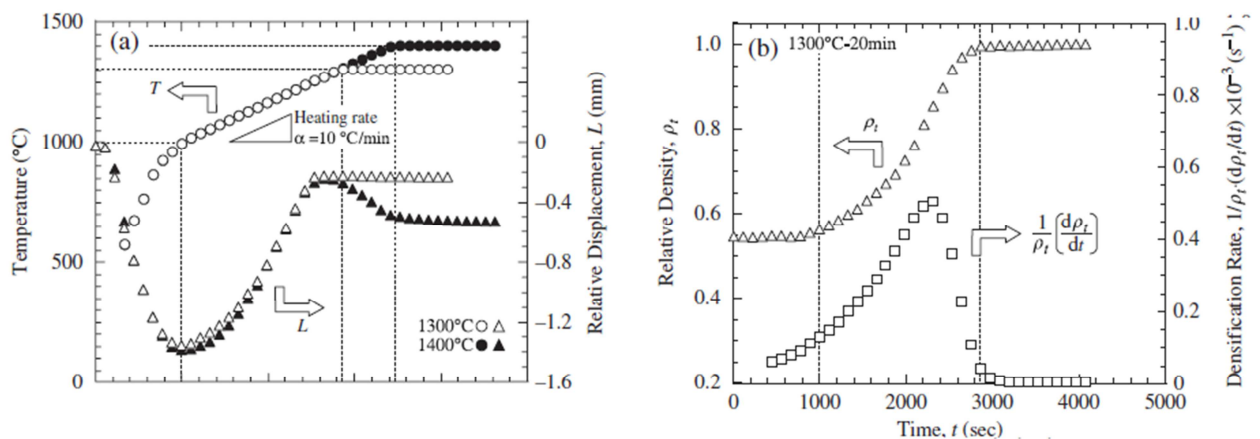 (a)
Temperature (°C)
1500
1000
500
0
T
Heating rate
α =10 °C/min
L
1300°C
1400°C
0
−0.4
−0.8
−1.2
−1.6
Relative Displacement, L (mm)
(b)
1300°C-20min
Relative Density, ρt
1.0
0.8
0.6
0.4
0.2
ρt
1/ρt (dρt/dt)
1.0
0.8
0.6
0.4
0.2
0
Densification Rate, 1/ρt·(dρt/dt) ×10⁻³ (s⁻¹) ;
0 1000 2000 3000 4000 5000
Time, t (sec)